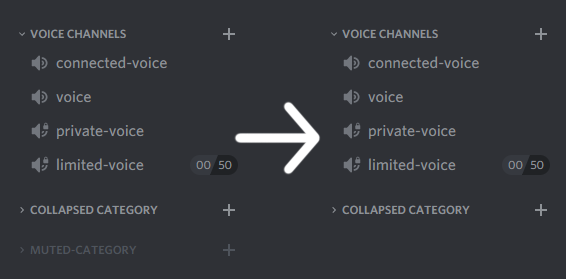 VOICE CHANNELS
connected-voice
voice
private-voice
limited-voice 00 50
COLLAPSED CATEGORY
MUTED-CATEGORY
VOICE CHANNELS
connected-voice
voice
private-voice
limited-voice 00 50
COLLAPSED CATEGORY